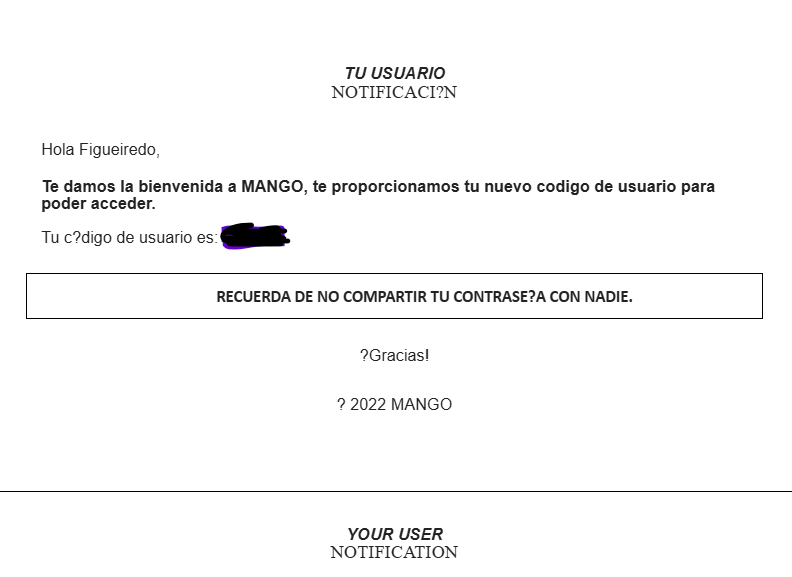 TU USUARIO
NOTIFICACI?N
Hola Figueiredo,
Te damos la bienvenida a MANGO, te proporcionamos tu nuevo codigo de usuario para
poder acceder.
Tu c?digo de usuario es:
RECUERDA DE NO COMPARTIR TU CONTRASE?A CON NADIE.
?Gracias!
? 2022 MANGO
YOUR USER
NOTIFICATION